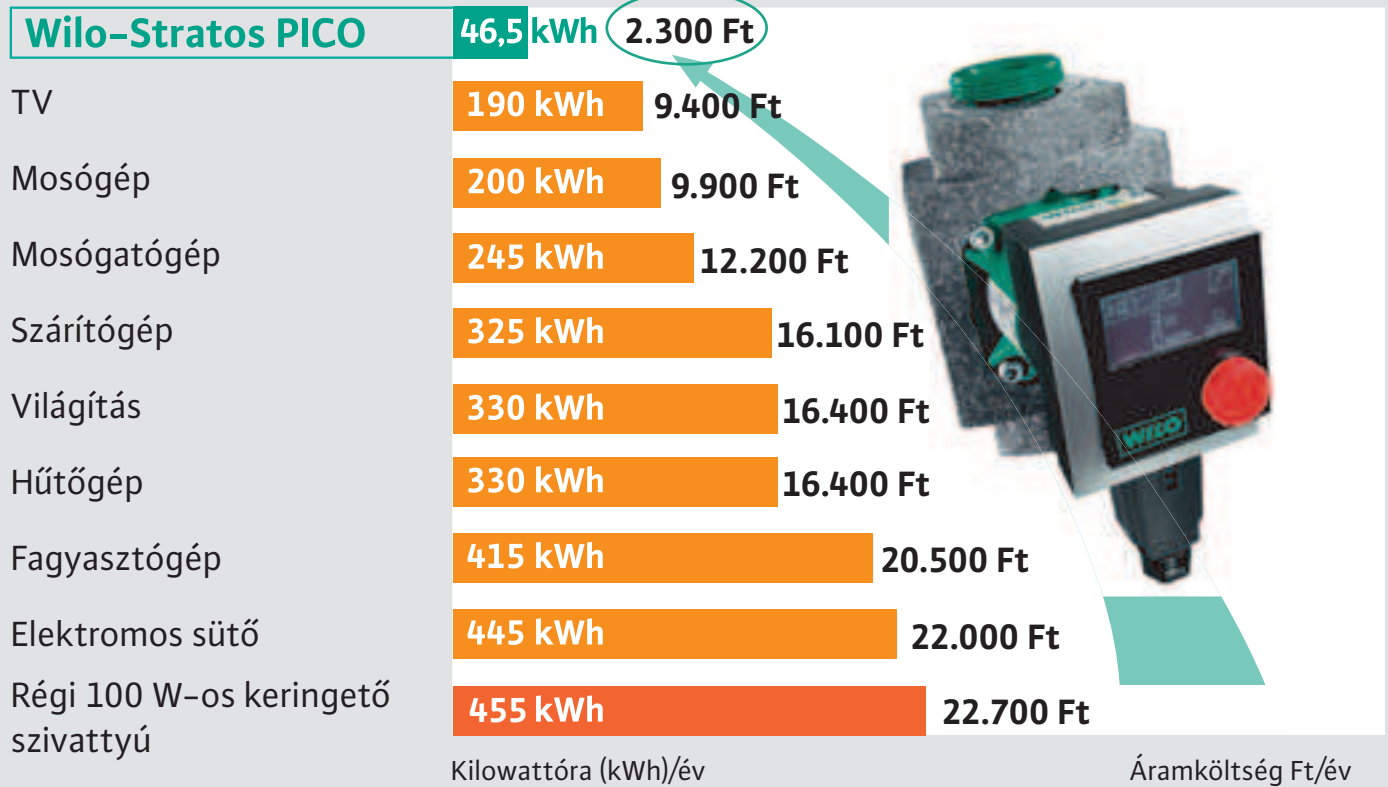 Wilo-Stratos PICO 46,5 kWh 2.300 Ft
TV 190 kWh 9.400 Ft
Mosógép 200 kWh 9.900 Ft
Mosógatógép 245 kWh 12.200 Ft
Szárítógép 325 kWh 16.100 Ft
Világítás 330 kWh 16.400 Ft
Hűtőgép 330 kWh 16.400 Ft
Fagyasztógép 415 kWh 20.500 Ft
Elektromos sütő 445 kWh 22.000 Ft
Régi 100 W-os keringető
szivattyú 455 kWh 22.700 Ft
Kilowattóra (kWh)/év Áramköltség Ft/év
WILO